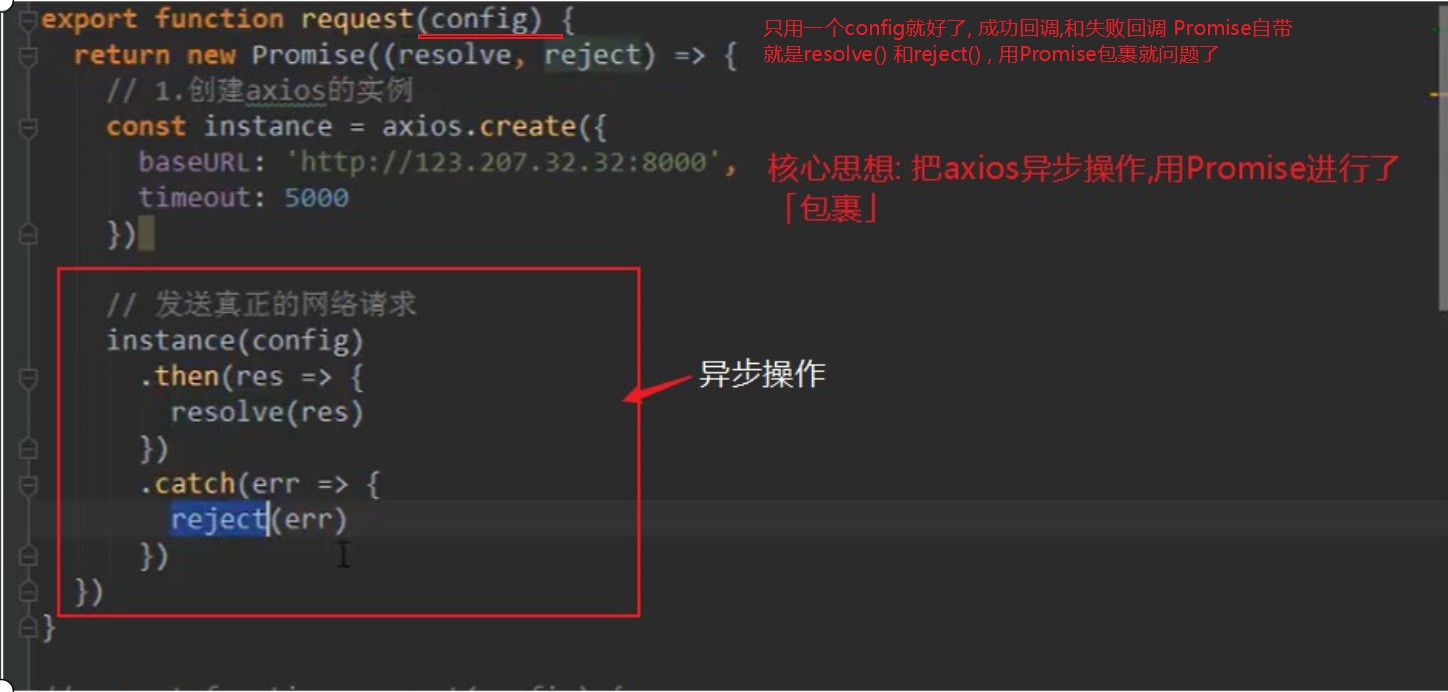 export function request(config) {
只用一个config就好了, 成功回调,和失败回调 Promise自带
就是resolve() 和reject() , 用Promise包裹就问题了
return new Promise((resolve, reject) => {
// 1.创建axios的实例
const instance = axios.create({
baseURL: 'http://123.207.32.32:8000',
timeout: 5000
})
核心思想: 把axios异步操作,用Promise进行了
「包裹」
// 发送真正的网络请求
instance(config)
.then(res => {
resolve(res)
})
.catch(err => {
reject(err)
})
})
}
异步操作